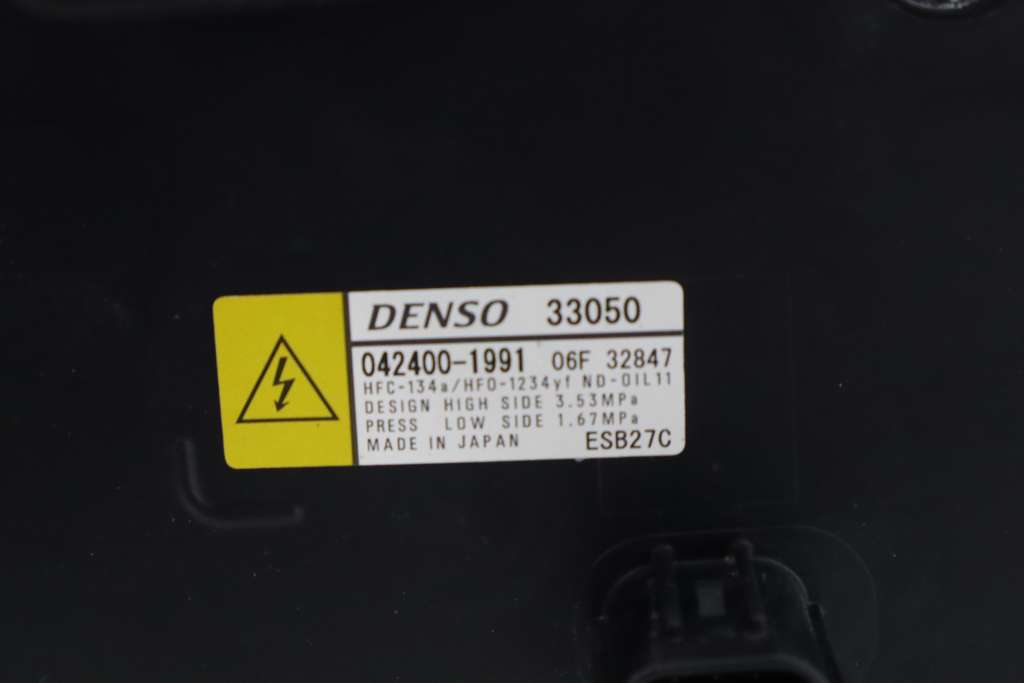 DENSO 33050
042400-1991 06F 32847
HFC-134a/HFO-1234yf ND-OIL11
DESIGN HIGH SIDE 3.53MPa
PRESS LOW SIDE 1.67MPa
MADE IN JAPAN ESB27C